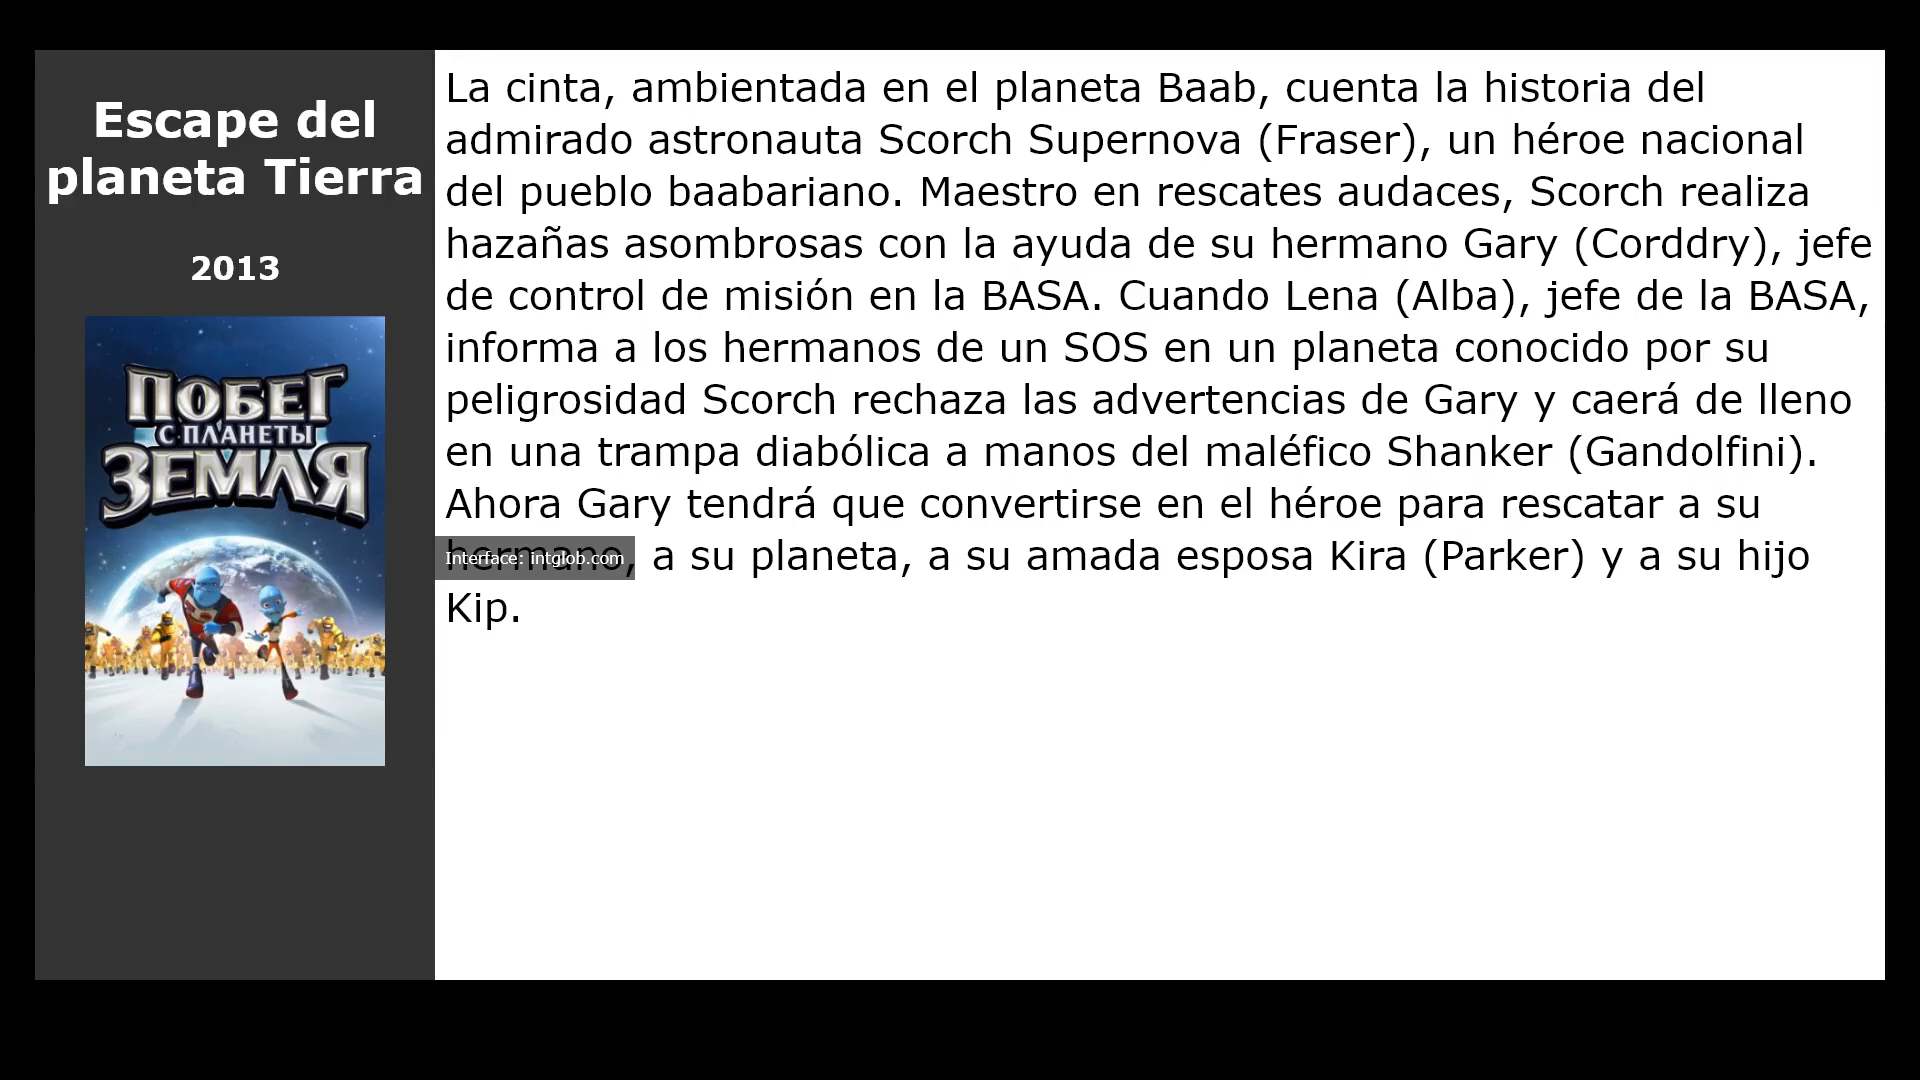 Escape del
planeta Tierra
2013
ПОБЕГ
С ПЛАНЕТЫ
ЗЕМЛЯ
La cinta, ambientada en el planeta Baab, cuenta la historia del
admirado astronauta Scorch Supernova (Fraser), un héroe nacional
del pueblo baabariano. Maestro en rescates audaces, Scorch realiza
hazañas asombrosas con la ayuda de su hermano Gary (Corddry), jefe
de control de misión en la BASA. Cuando Lena (Alba), jefe de la BASA,
informa a los hermanos de un SOS en un planeta conocido por su
peligrosidad Scorch rechaza las advertencias de Gary y caerá de lleno
en una trampa diabólica a manos del maléfico Shanker (Gandolfini).
Ahora Gary tendrá que convertirse en el héroe para rescatar a su
hermano, a su planeta, a su amada esposa Kira (Parker) y a su hijo
Kip.
Interface: intglob.com